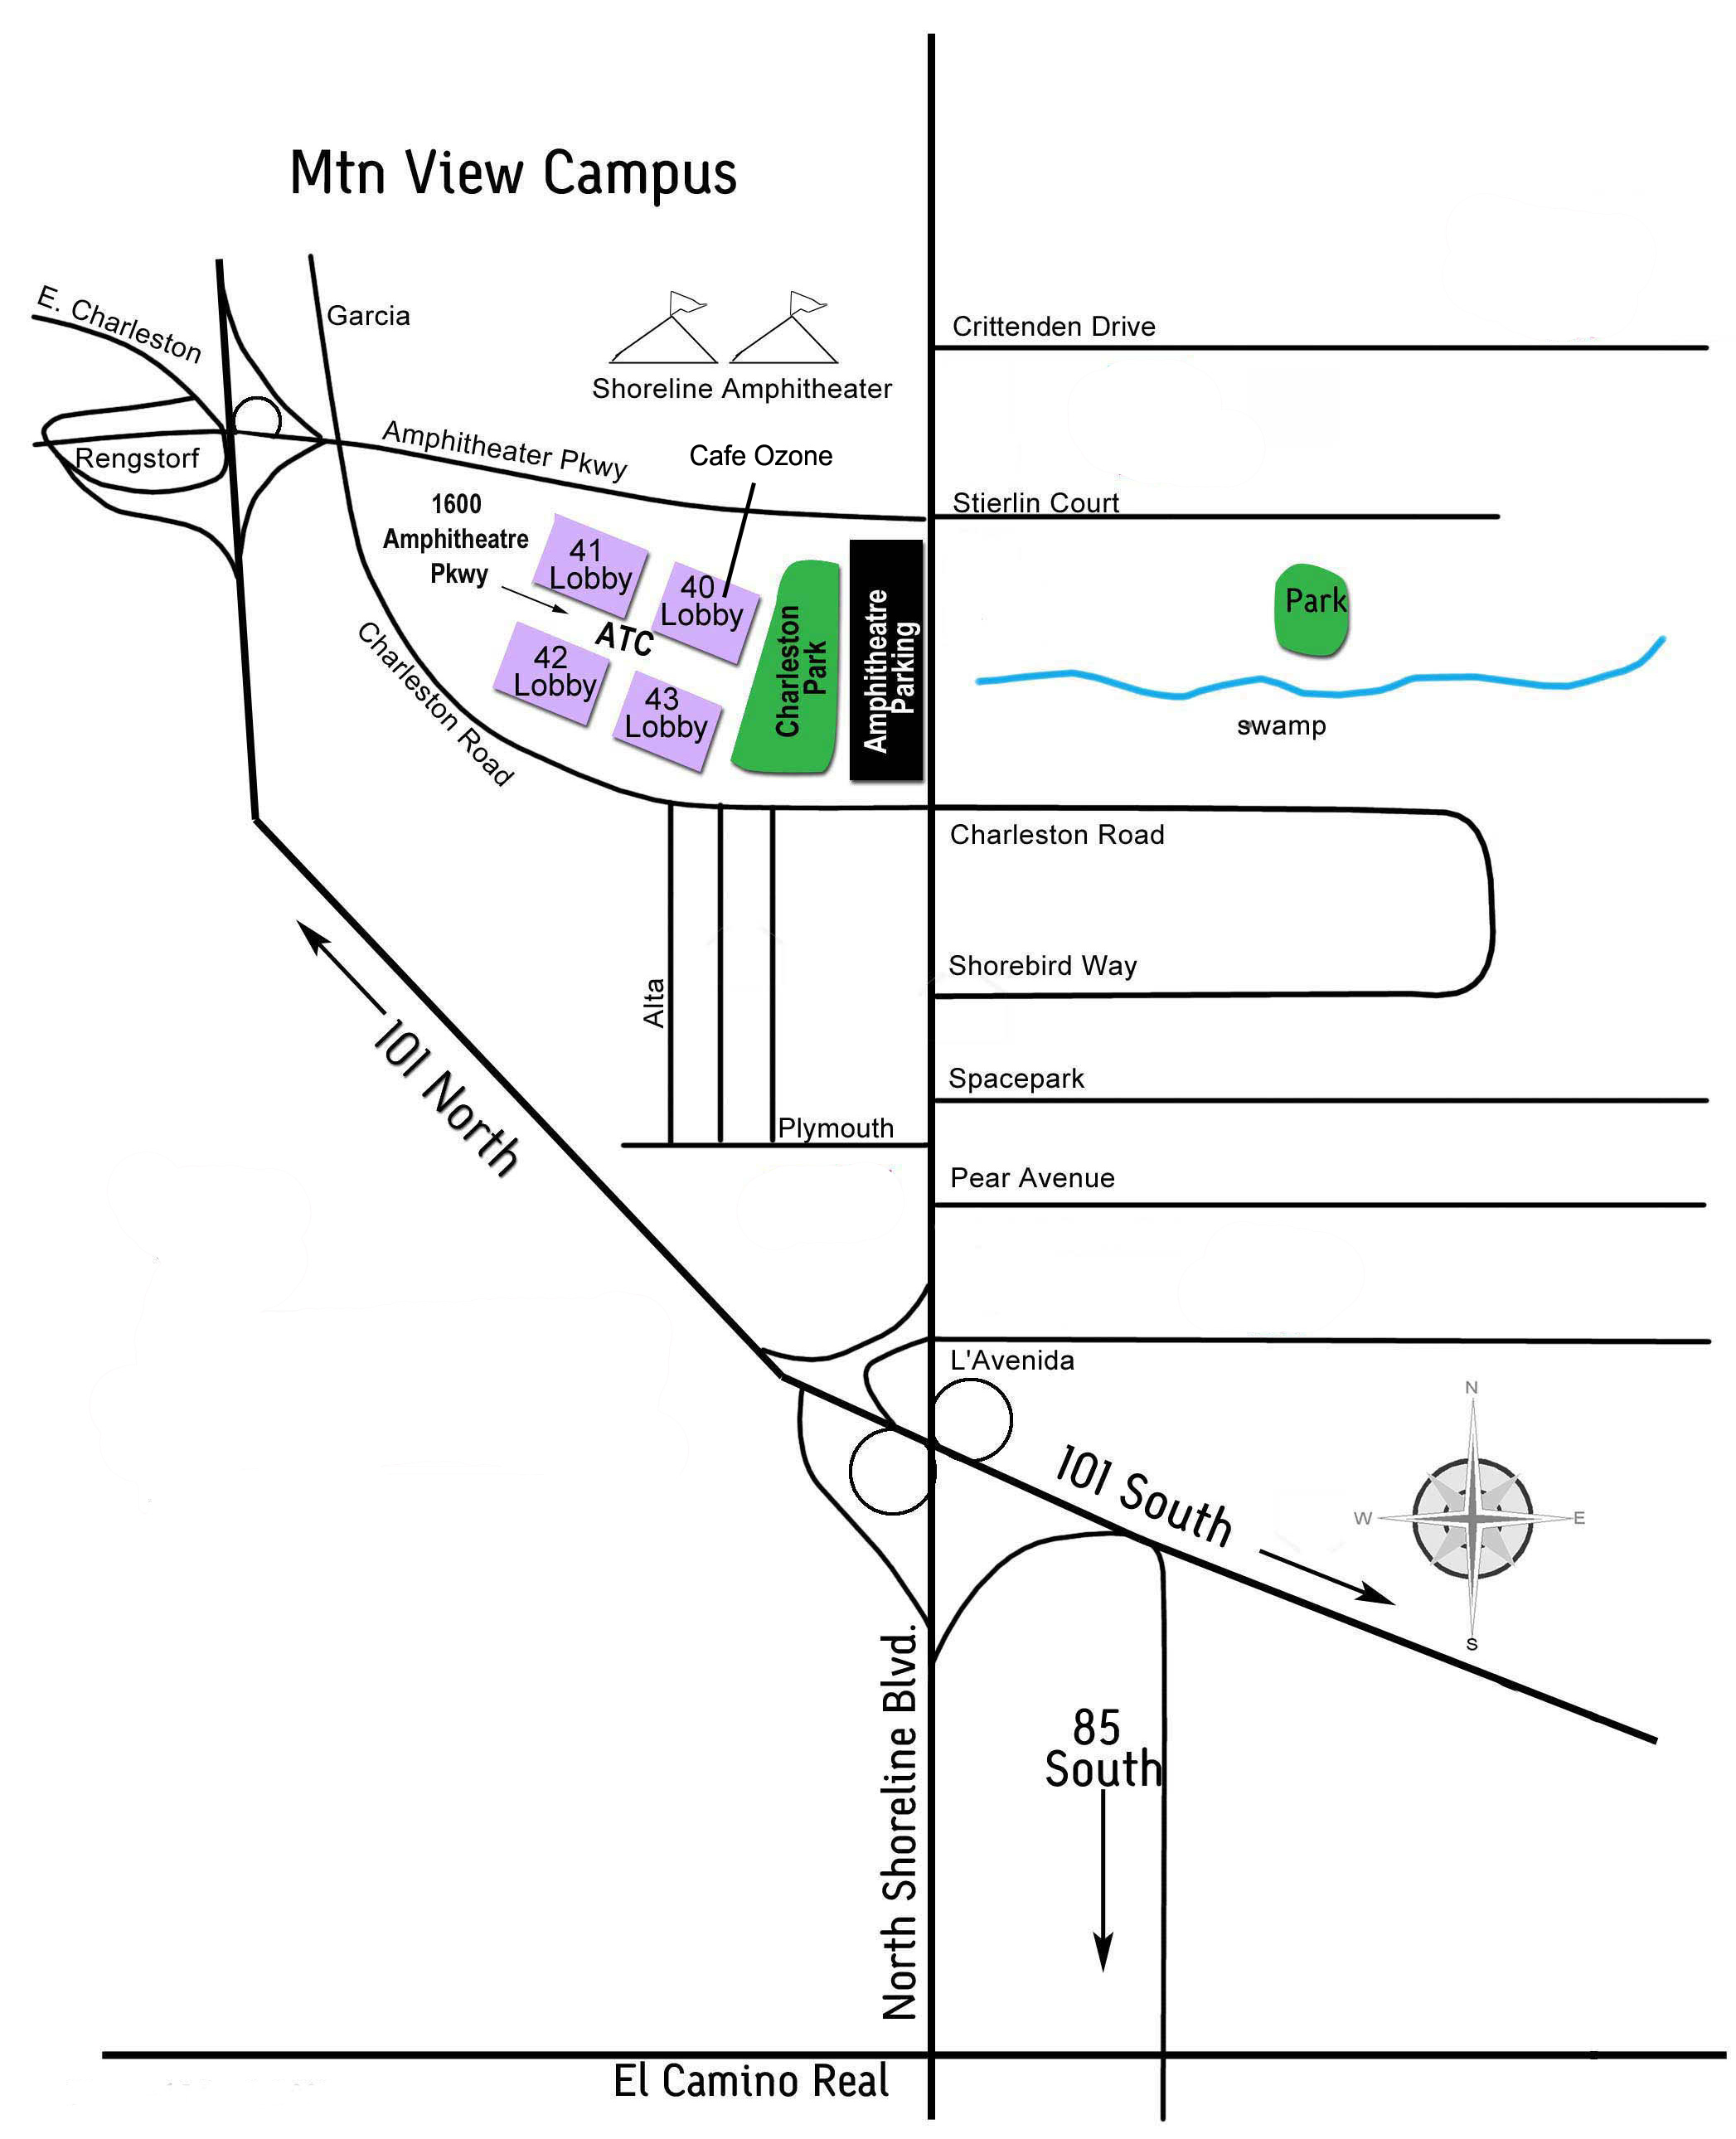 Mtn View Campus
E. Charleston
Garcia
Crittenden Drive
Shoreline Amphitheater
Rengstorf
Amphitheater Pkwy
Cafe Ozone
1600
Amphitheatre
Pkwy
Stierlin Court
41
Lobby
40
Lobby
ATC
42
Lobby
43
Lobby
Charleston
Park
Amphitheatre
Parking
Park
swamp
Charleston Road
Charleston Road
Shorebird Way
Alta
101 North
Spacepark
Plymouth
Pear Avenue
L'Avenida
101 South
N
W
E
S
North Shoreline Blvd.
85
South
El Camino Real